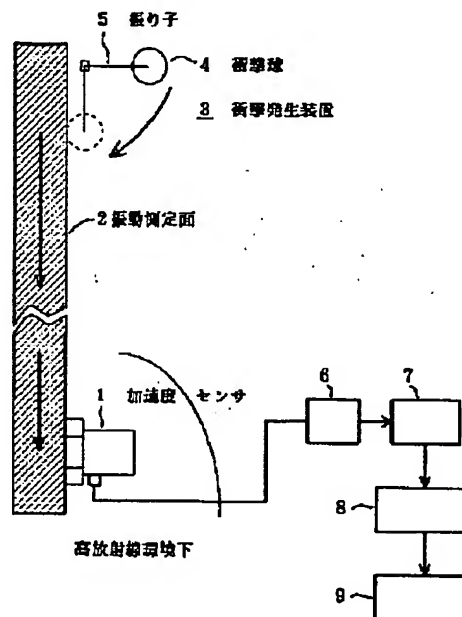 5 振り子
4 衝撃球
3 衝撃発生装置
2 振動測定面
1 加速度 センサ
6
7
8
9
高放射線環境下